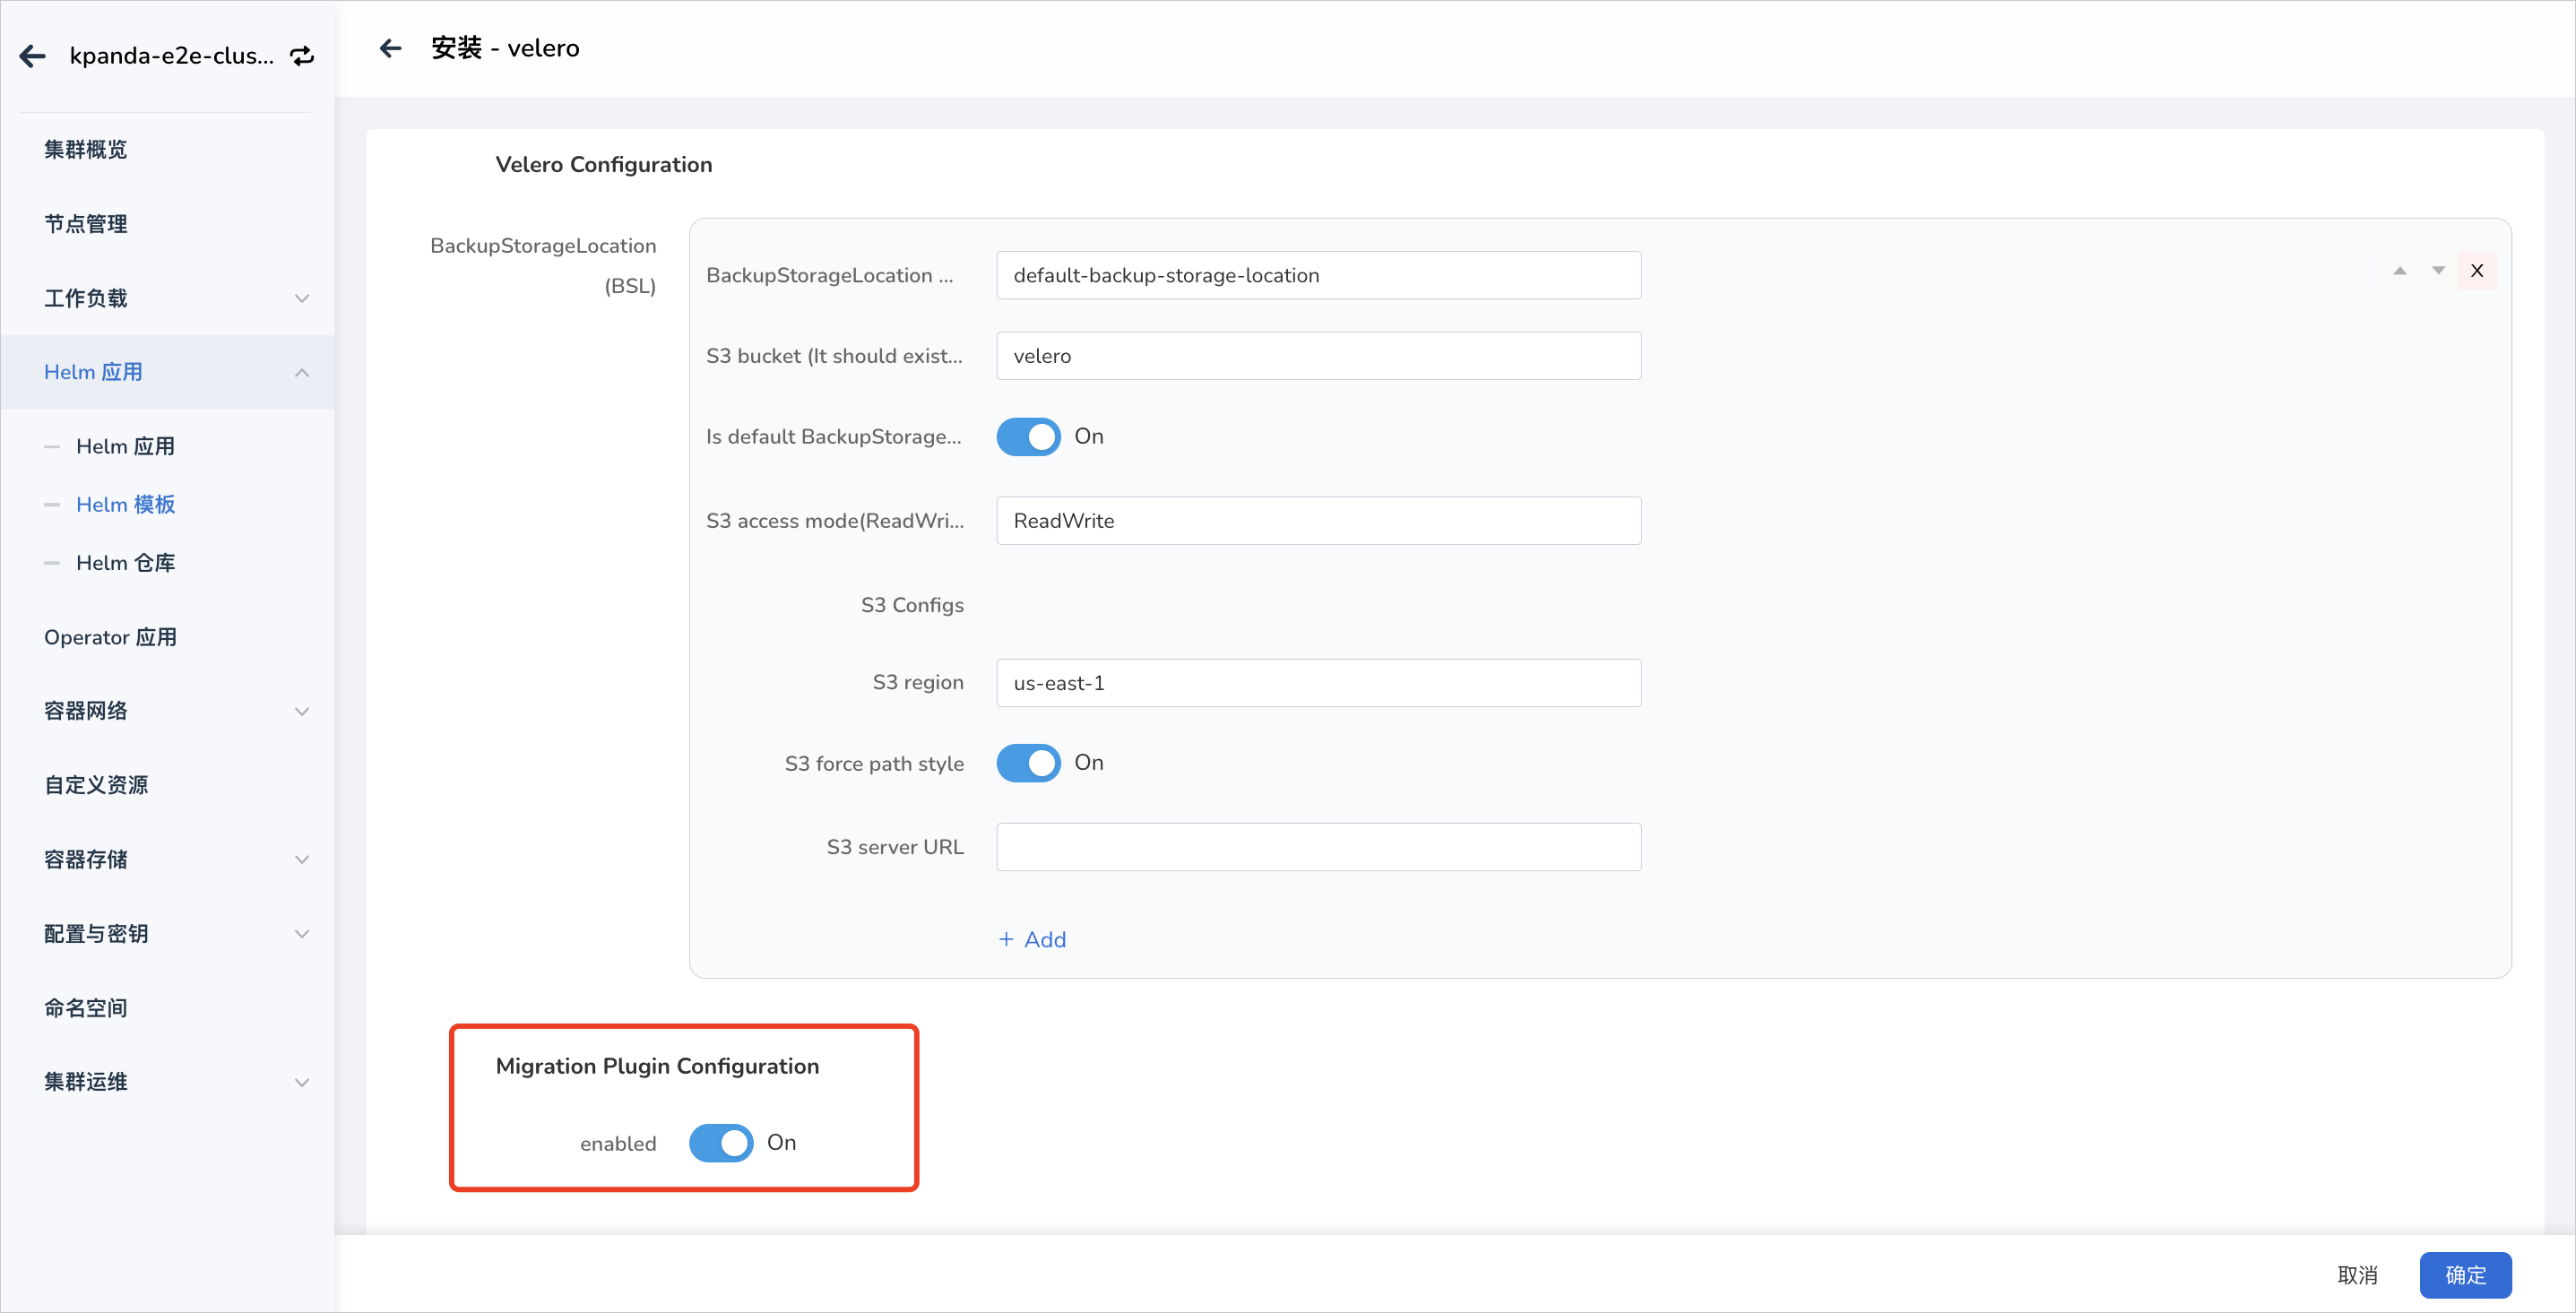 kpanda-e2e-clus...
集群概览
节点管理
工作负载
Helm 应用
Helm 应用
Helm 模板
Helm 仓库
Operator 应用
容器网络
自定义资源
容器存储
配置与密钥
命名空间
集群运维
安装 - velero
Velero Configuration
BackupStorageLocation
(BSL)
BackupStorageLocation ...
default-backup-storage-location
X
S3 bucket (It should exist...
velero
Is default BackupStorage...
On
S3 access mode(ReadWri...
ReadWrite
S3 Configs
S3 region
us-east-1
S3 force path style
On
S3 server URL
+ Add
Migration Plugin Configuration
enabled
On
取消
确定